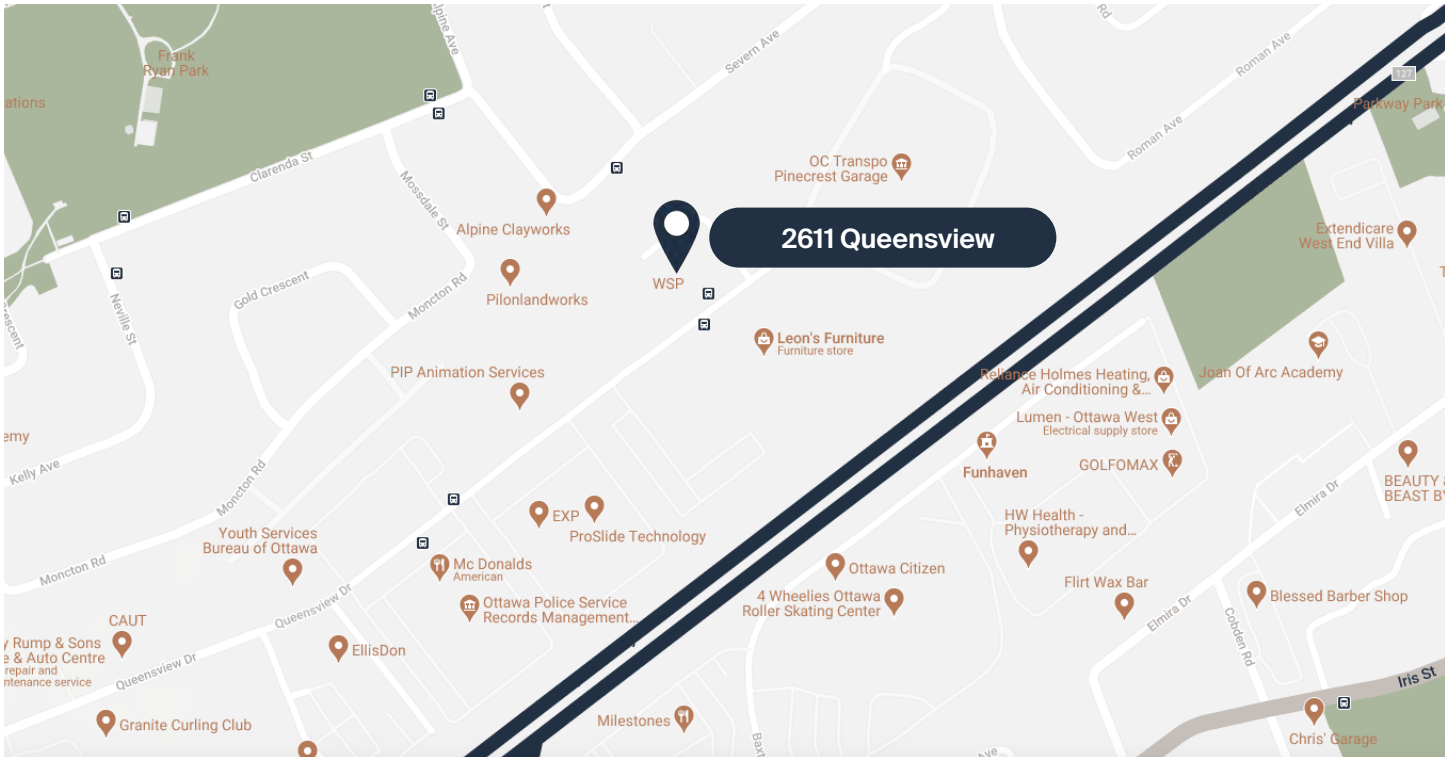 Frank
Ryan Park
ations
Alpine Ave
Severn Ave
Rd
Roman Ave
127
Parkway Park
Roman Ave
Clarenda St
Mossdale St
OC Transpo
Pinecrest Garage
Alpine Clayworks
2611 Queensview
WSP
Extendicare
West End Villa
T
Pilonlandworks
Gold Crescent
Moncton Rd
Neville St
rescent
Leon's Furniture
Furniture store
PIP Animation Services
Reliance Holmes Heating,
Air Conditioning &...
Joan Of Arc Academy
Lumen - Ottawa West
Electrical supply store
emy
Kelly Ave
Moncton Rd
Funhaven
GOLFOMAX
BEAUTY &
BEAST BY
Elmira Dr
EXP
ProSlide Technology
HW Health -
Physiotherapy and...
Youth Services
Bureau of Ottawa
Moncton Rd
Mc Donalds
American
Ottawa Citizen
Flirt Wax Bar
Queensview Dr
Ottawa Police Service
Records Management...
4 Wheelies Ottawa
Roller Skating Center
Blessed Barber Shop
Elmira Dr
Cobden Rd
CAUT
y Rump & Sons
e & Auto Centre
repair and
ntenance service
Queensview Dr
EllisDon
Iris St
Granite Curling Club
Milestones
Baxt
Ave
Chris' Garage